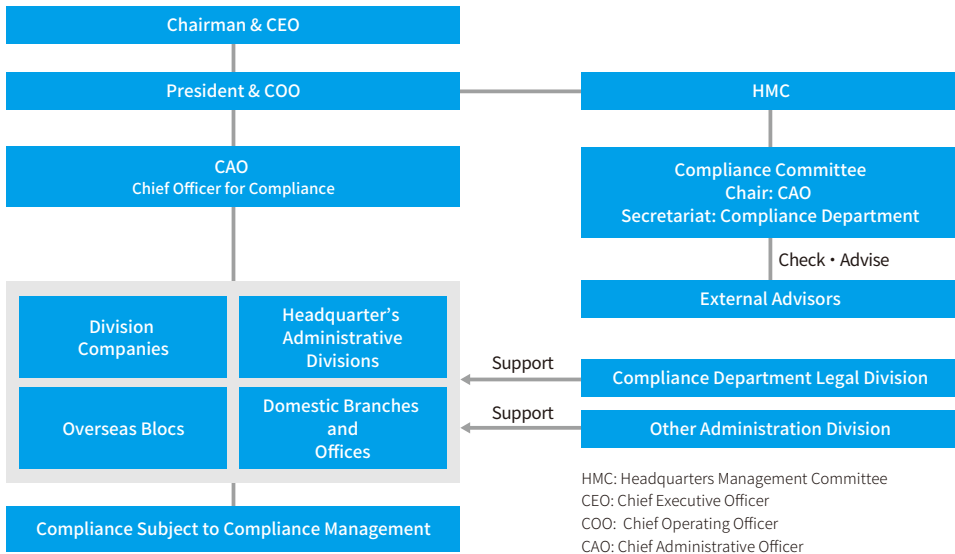 Chairman & CEO
President & COO
HMC
CAO
Chief Officer for Compliance
Compliance Committee
Chair: CAO
Secretariat: Compliance Department
Check・Advise
External Advisors
Division
Companies
Headquarter’s
Administrative
Divisions
Overseas Blocs
Domestic Branches
and
Offices
Support
Compliance Department Legal Division
Support
Other Administration Division
Compliance Subject to Compliance Management
HMC: Headquarters Management Committee
CEO: Chief Executive Officer
COO: Chief Operating Officer
CAO: Chief Administrative Officer